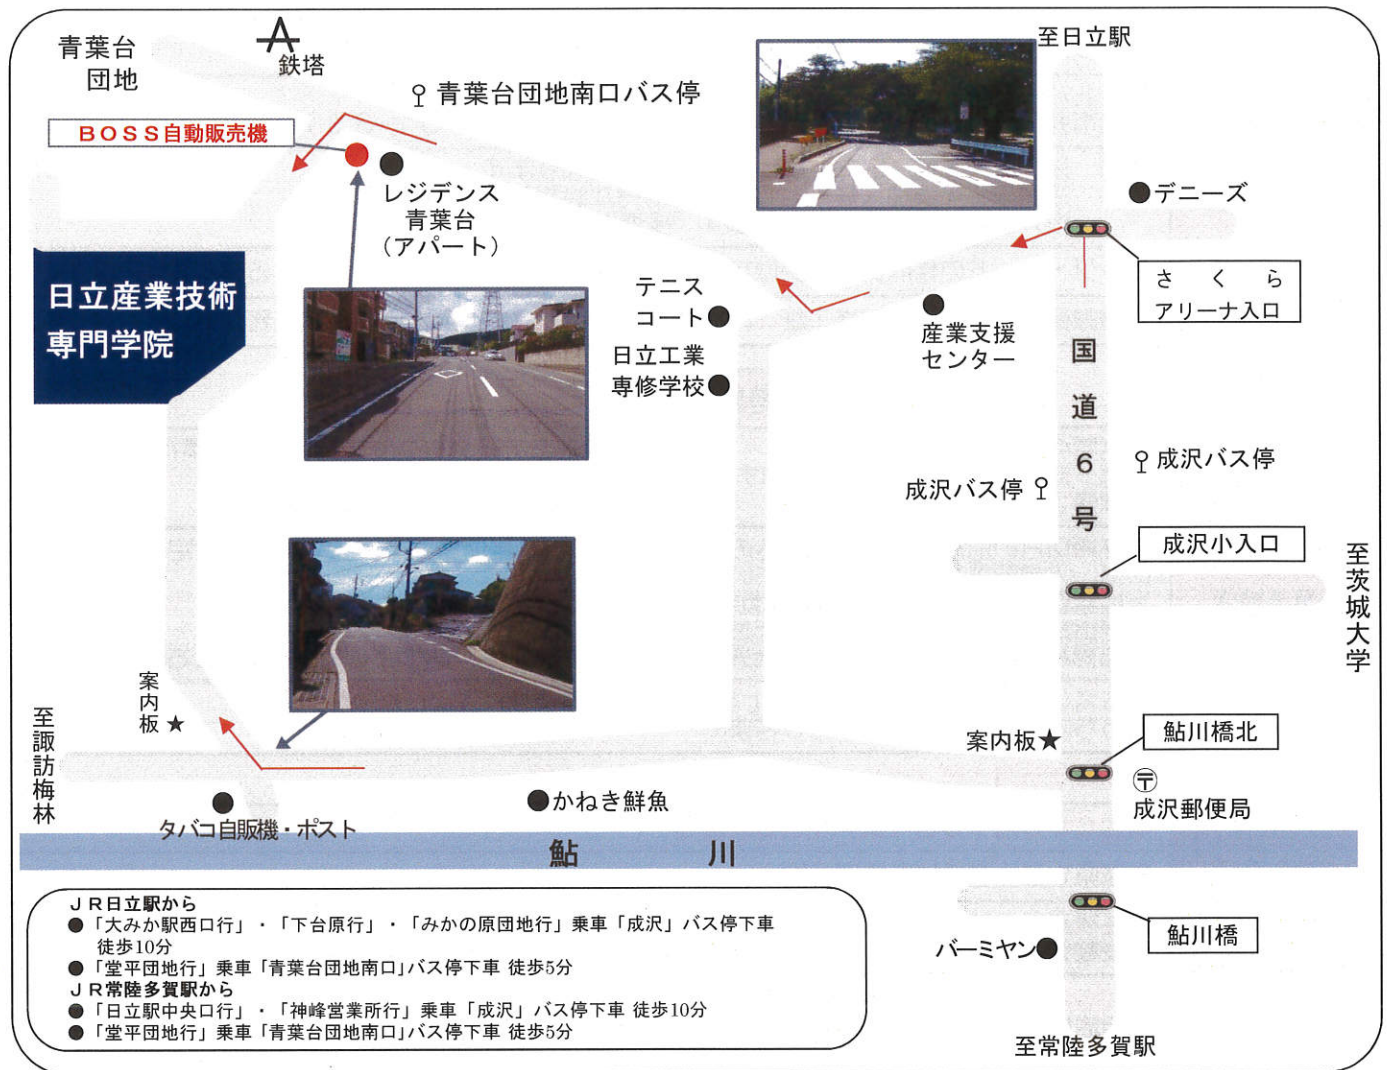 青葉台
団地
鉄塔
青葉台団地南口バス停
至日立駅
BOSS自動販売機
レジデンス
青葉台
(アパート)
デニーズ
さくら
アリーナ入口
日立産業技術
専門学院
テニス
コート
日立工業
専修学校
産業支援
センター
国道6号
成沢バス停
成沢バス停
成沢小入口
至茨城大学
案内板★
至諏訪梅林
案内板★
鮎川橋北
〒
成沢郵便局
かねき鮮魚
タバコ自販機・ポスト
鮎川
鮎川橋
バーミヤン
至常陸多賀駅
JR日立駅から
●「大みか駅西口行」・「下台原行」・「みかの原団地行」乗車「成沢」バス停下車
徒歩10分
●「堂平団地行」乗車「青葉台団地南口」バス停下車 徒歩5分
JR常陸多賀駅から
●「日立駅中央口行」・「神峰営業所行」乗車「成沢」バス停下車 徒歩10分
●「堂平団地行」乗車「青葉台団地南口」バス停下車 徒歩5分